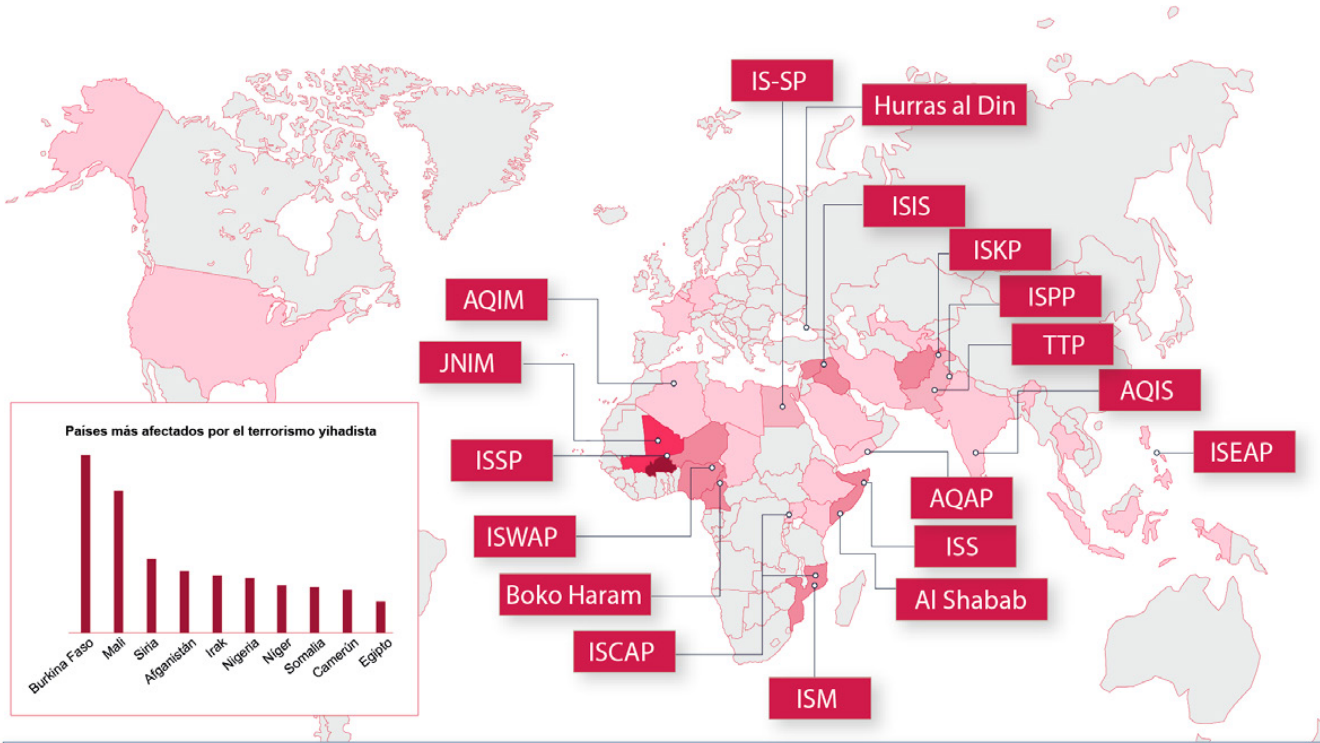 IS-SP
Hurras al Din
ISIS
ISKP
AQIM
ISPP
JNIM
TTP
AQIS
Países más afectados por el terrorismo yihadista
ISSP
ISEAP
AQAP
ISWAP
ISS
Boko Haram
Al Shabab
ISCAP
ISM
Burkina Faso
Mali
Siria
Afganistán
Irak
Nigeria
Níger
Somalia
Camerún
Egipto